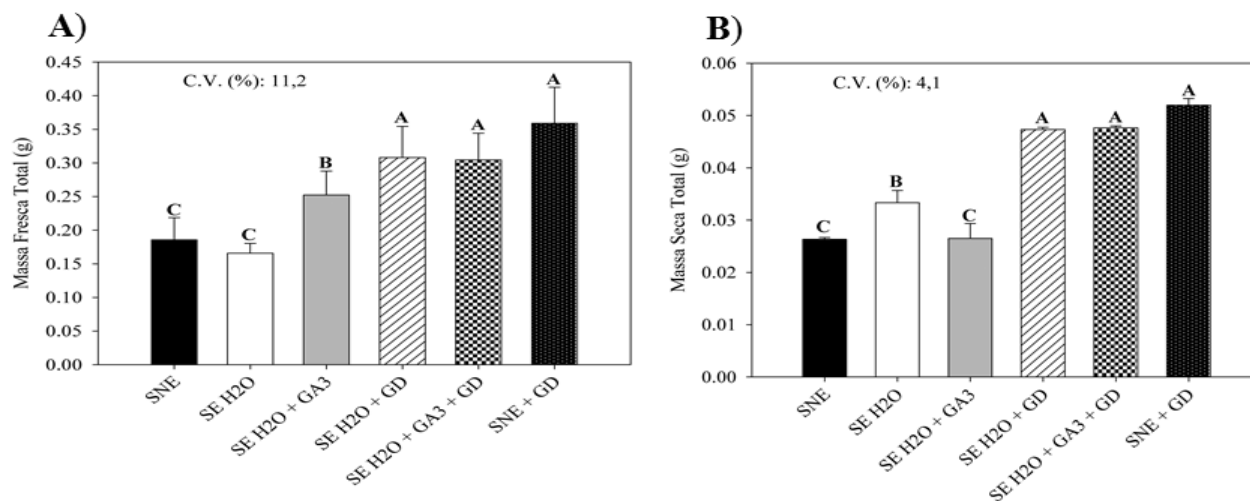 A)
C.V. (%): 11,2
Massa Fresca Total (g)
0.45
0.40
0.35
0.30
0.25
0.20
0.15
0.10
0.05
0.00
C
C
B
A
A
A
SNE
SE H2O
SE H2O + GA3
SE H2O + GD
SE H2O + GA3 + GD
SNE + GD
B)
C.V. (%): 4,1
Massa Seca Total (g)
0.06
0.05
0.04
0.03
0.02
0.01
0.00
C
B
C
A
A
A
SNE
SE H2O
SE H2O + GA3
SE H2O + GD
SE H2O + GA3 + GD
SNE + GD